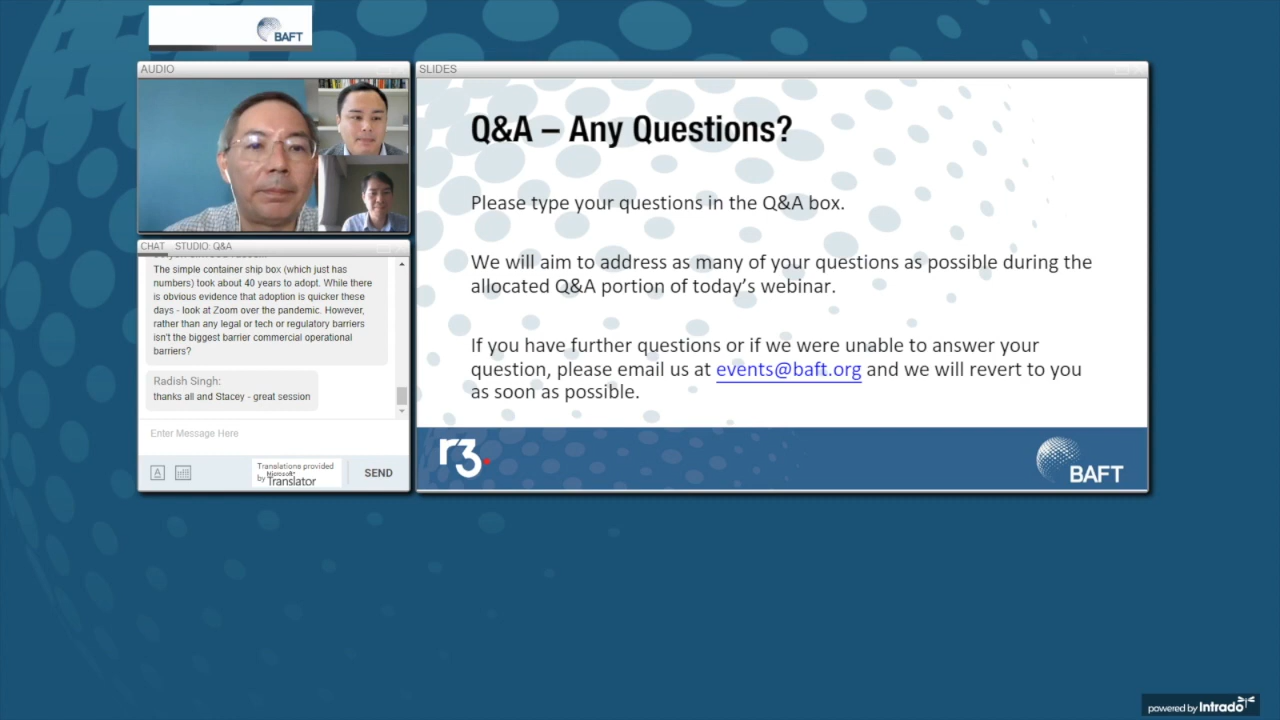 BAFT
AUDIO
SLIDES
Q&A – Any Questions?
Please type your questions in the Q&A box.
We will aim to address as many of your questions as possible during the
allocated Q&A portion of today's webinar.
If you have further questions or if we were unable to answer your
question, please email us at events@baft.org and we will revert to you
as soon as possible.
r3.
BAFT
CHAT STUDIO: Q&A
The simple container ship box (which just has
numbers) took about 40 years to adopt. While there
is obvious evidence that adoption is quicker these
days - look at Zoom over the pandemic. However,
rather than any legal or tech or regulatory barriers
isn't the biggest barrier commercial operational
barriers?
Radish Singh:
thanks all and Stacey - great session
Enter Message Here
A
Translations provided
by Microsoft
Translator
SEND
powered by Intrado